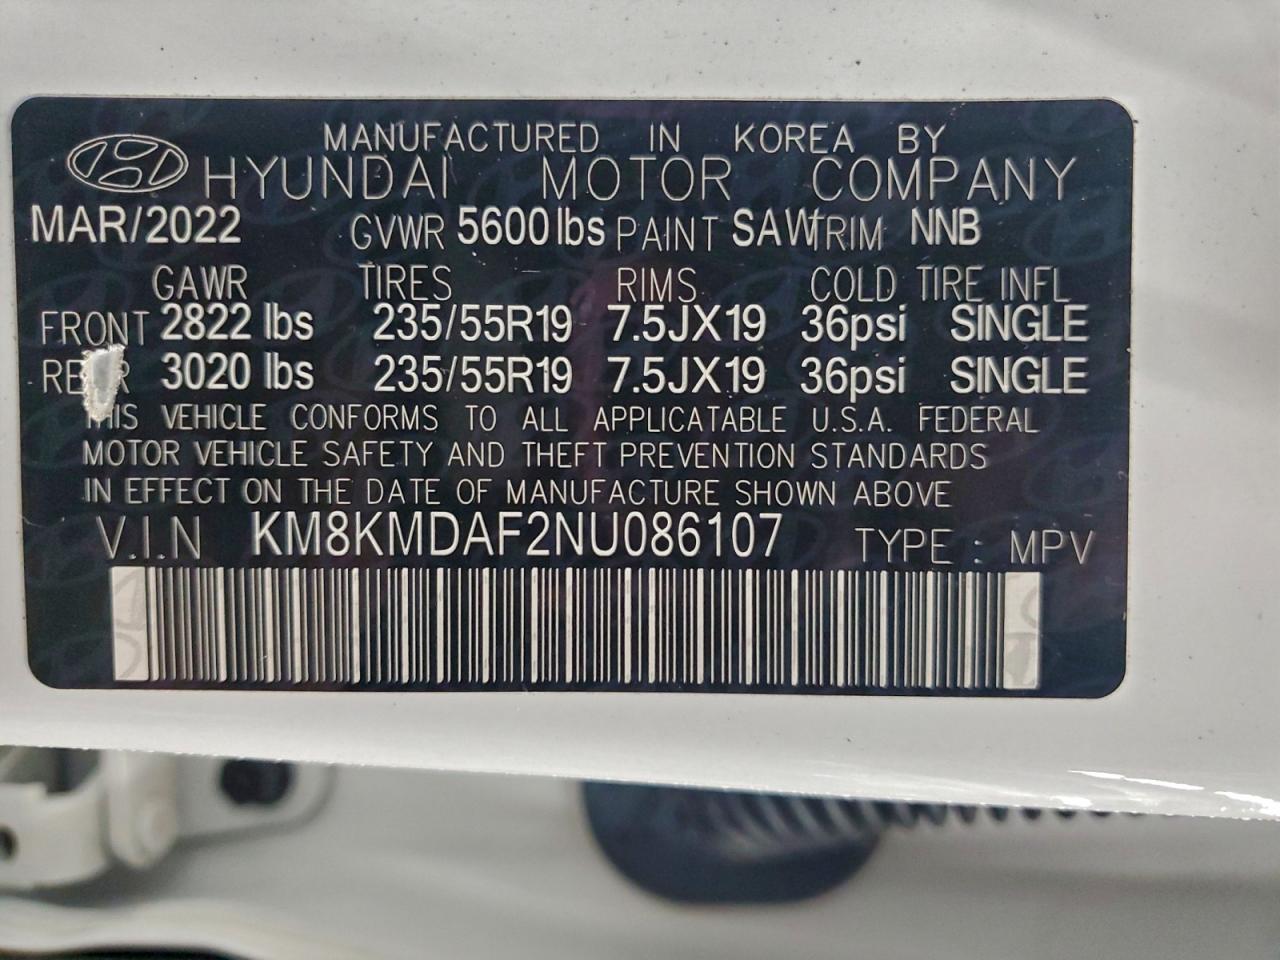 MANUFACTURED IN KOREA BY
HYUNDAI MOTOR COMPANY
MAR/2022 GVWR 5600 lbs PAINT SAW TRIM NNB
GAWR TIRES RIMS COLD TIRE INFL
FRONT 2822 lbs 235/55R19 7.5JX19 36psi SINGLE
REAR 3020 lbs 235/55R19 7.5JX19 36psi SINGLE
THIS VEHICLE CONFORMS TO ALL APPLICATABLE U.S.A. FEDERAL
MOTOR VEHICLE SAFETY AND THEFT PREVENTION STANDARDS
IN EFFECT ON THE DATE OF MANUFACTURE SHOWN ABOVE
V.I.N KM8KMDAF2NU086107 TYPE : MPV